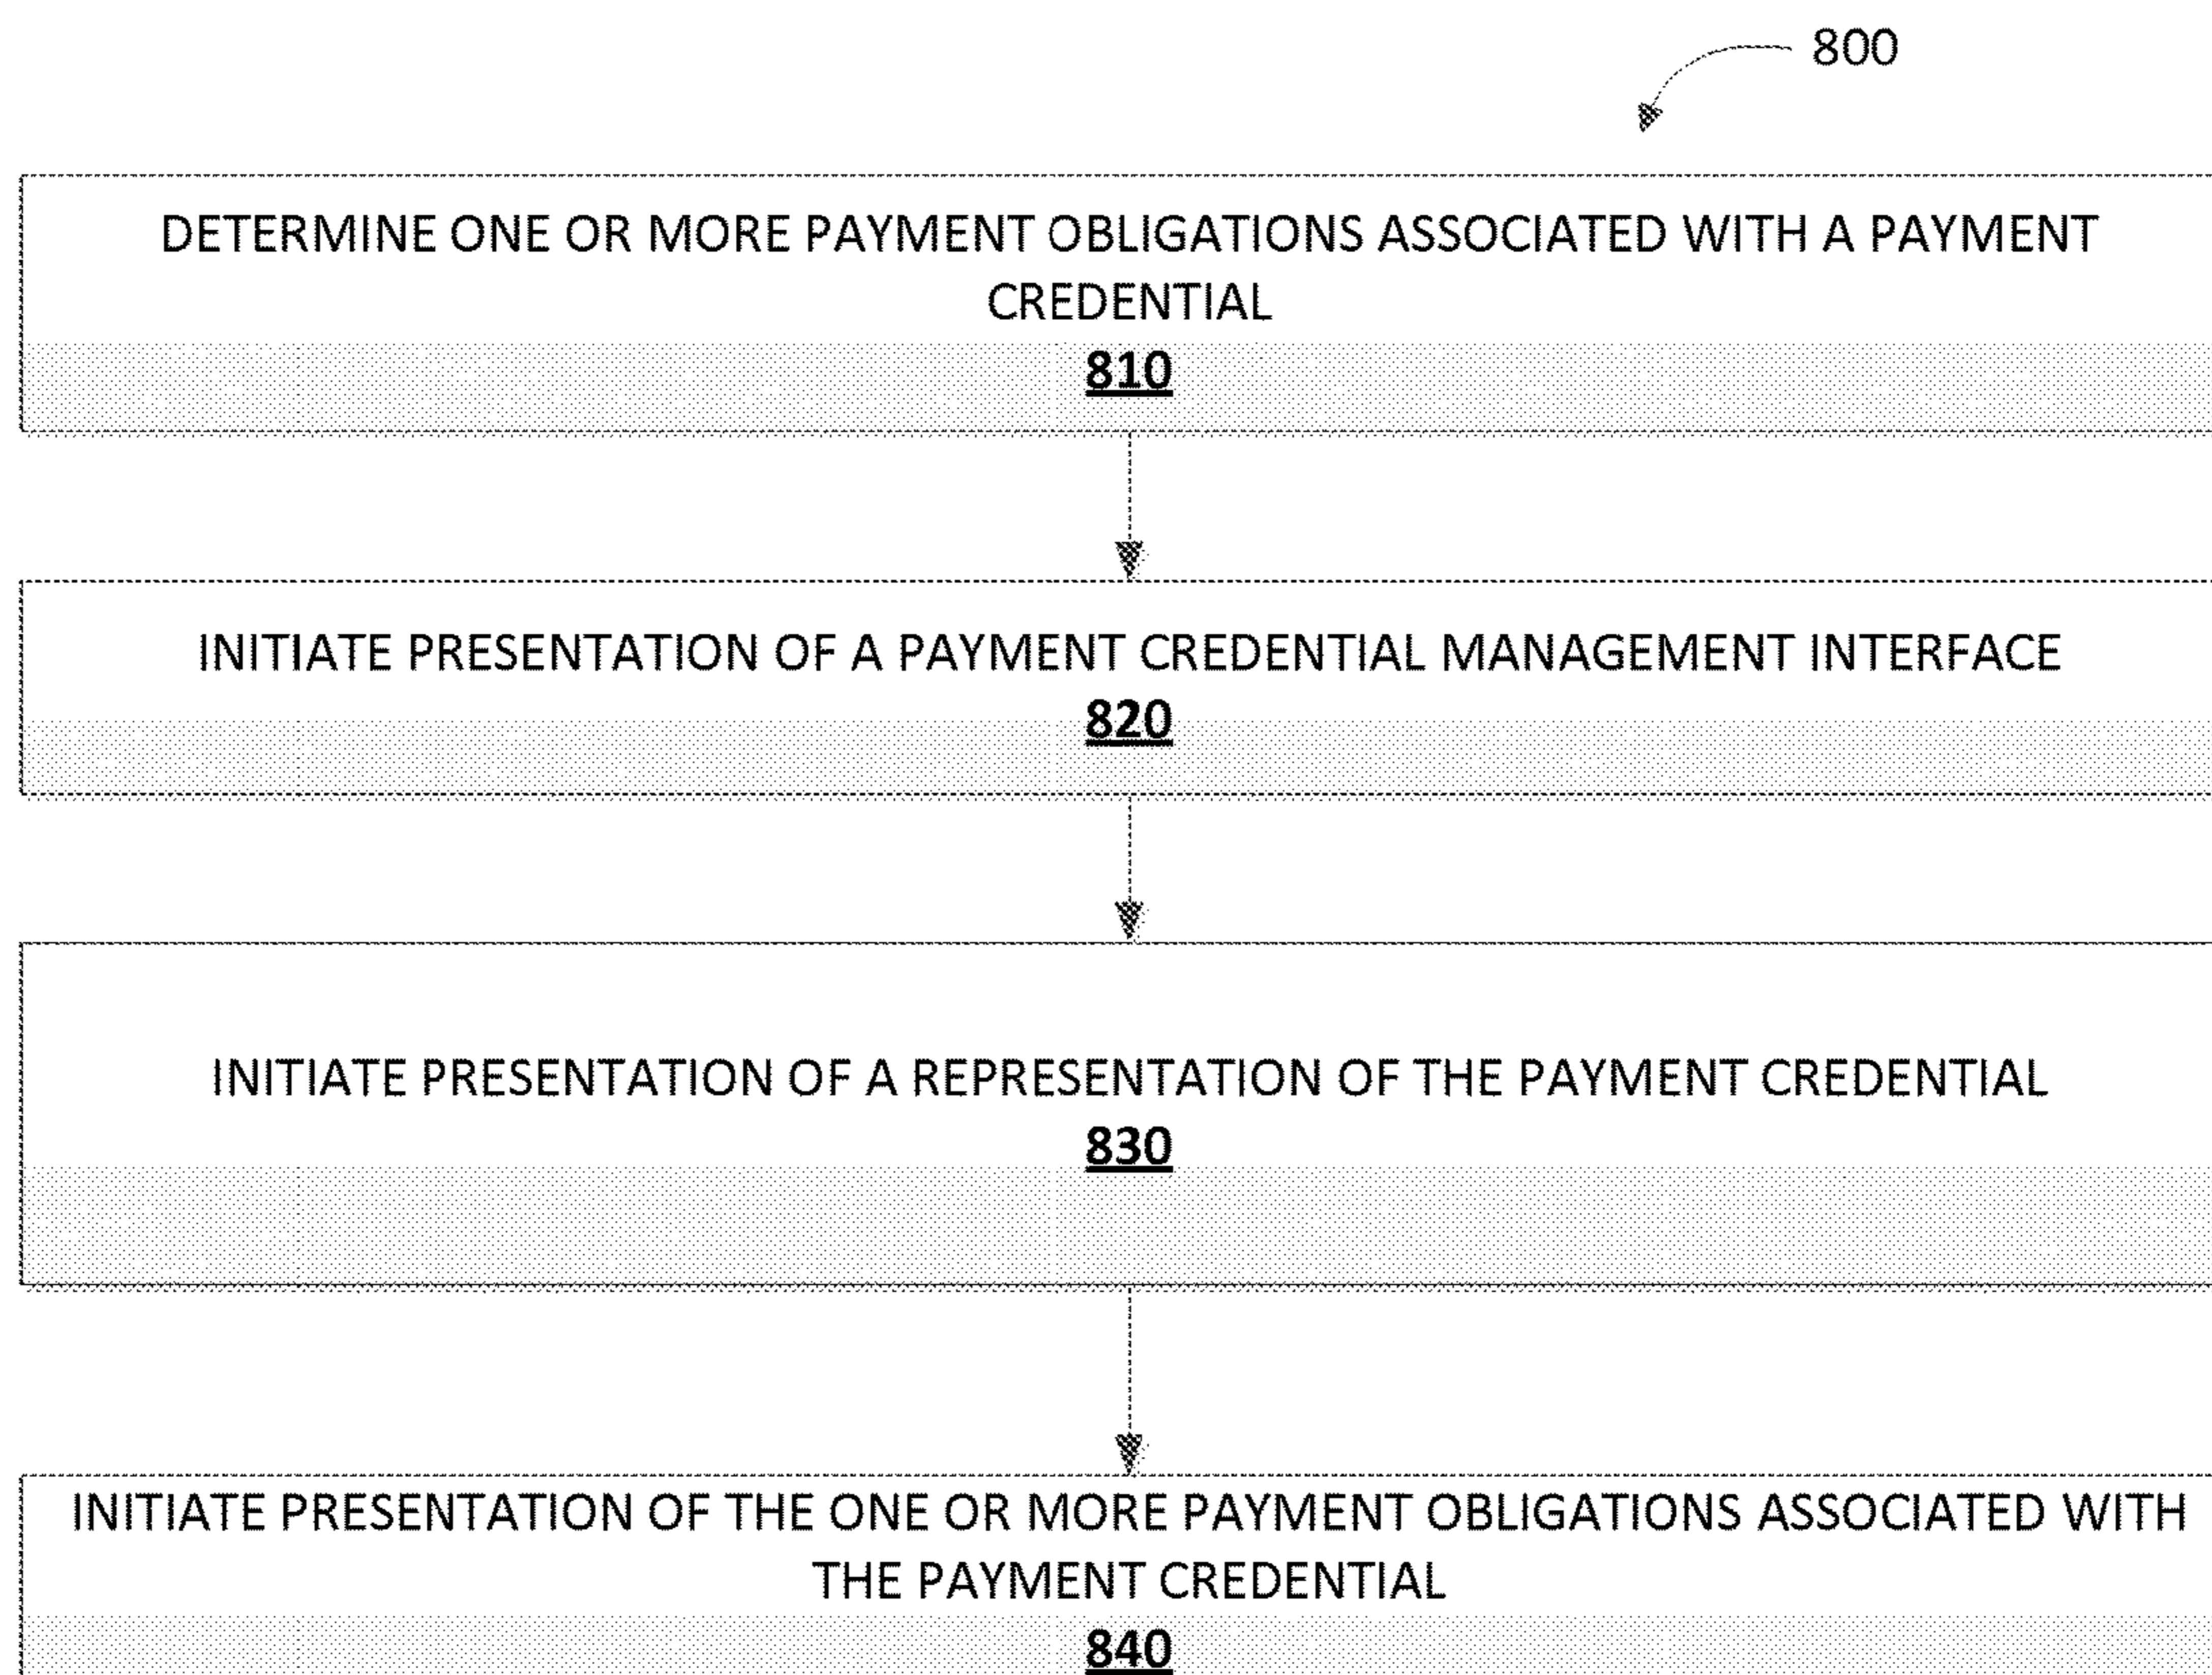 800
DETERMINE ONE OR MORE PAYMENT OBLIGATIONS ASSOCIATED WITH A PAYMENT
CREDENTIAL
810
INITIATE PRESENTATION OF A PAYMENT CREDENTIAL MANAGEMENT INTERFACE
820
INITIATE PRESENTATION OF A REPRESENTATION OF THE PAYMENT CREDENTIAL
830
INITIATE PRESENTATION OF THE ONE OR MORE PAYMENT OBLIGATIONS ASSOCIATED WITH
THE PAYMENT CREDENTIAL
840